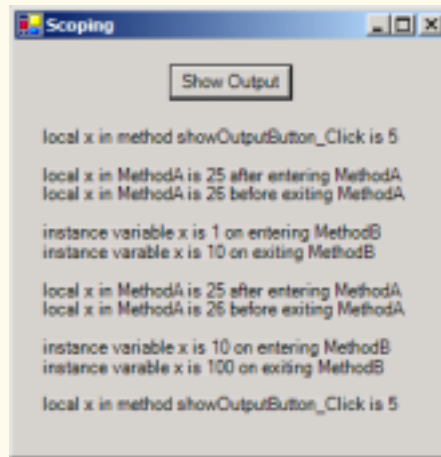 Scoping
Show Output
local x in method showOutputButton_Click is 5
local x in MethodA is 25 after entering MethodA
local x in MethodA is 26 before exiting MethodA
instance variable x is 1 on entering MethodB
instance varable x is 10 on exiting MethodB
local x in MethodA is 25 after entering MethodA
local x in MethodA is 26 before exiting MethodA
instance variable x is 10 on entering MethodB
instance varable x is 100 on exiting MethodB
local x in method showOutputButton_Click is 5